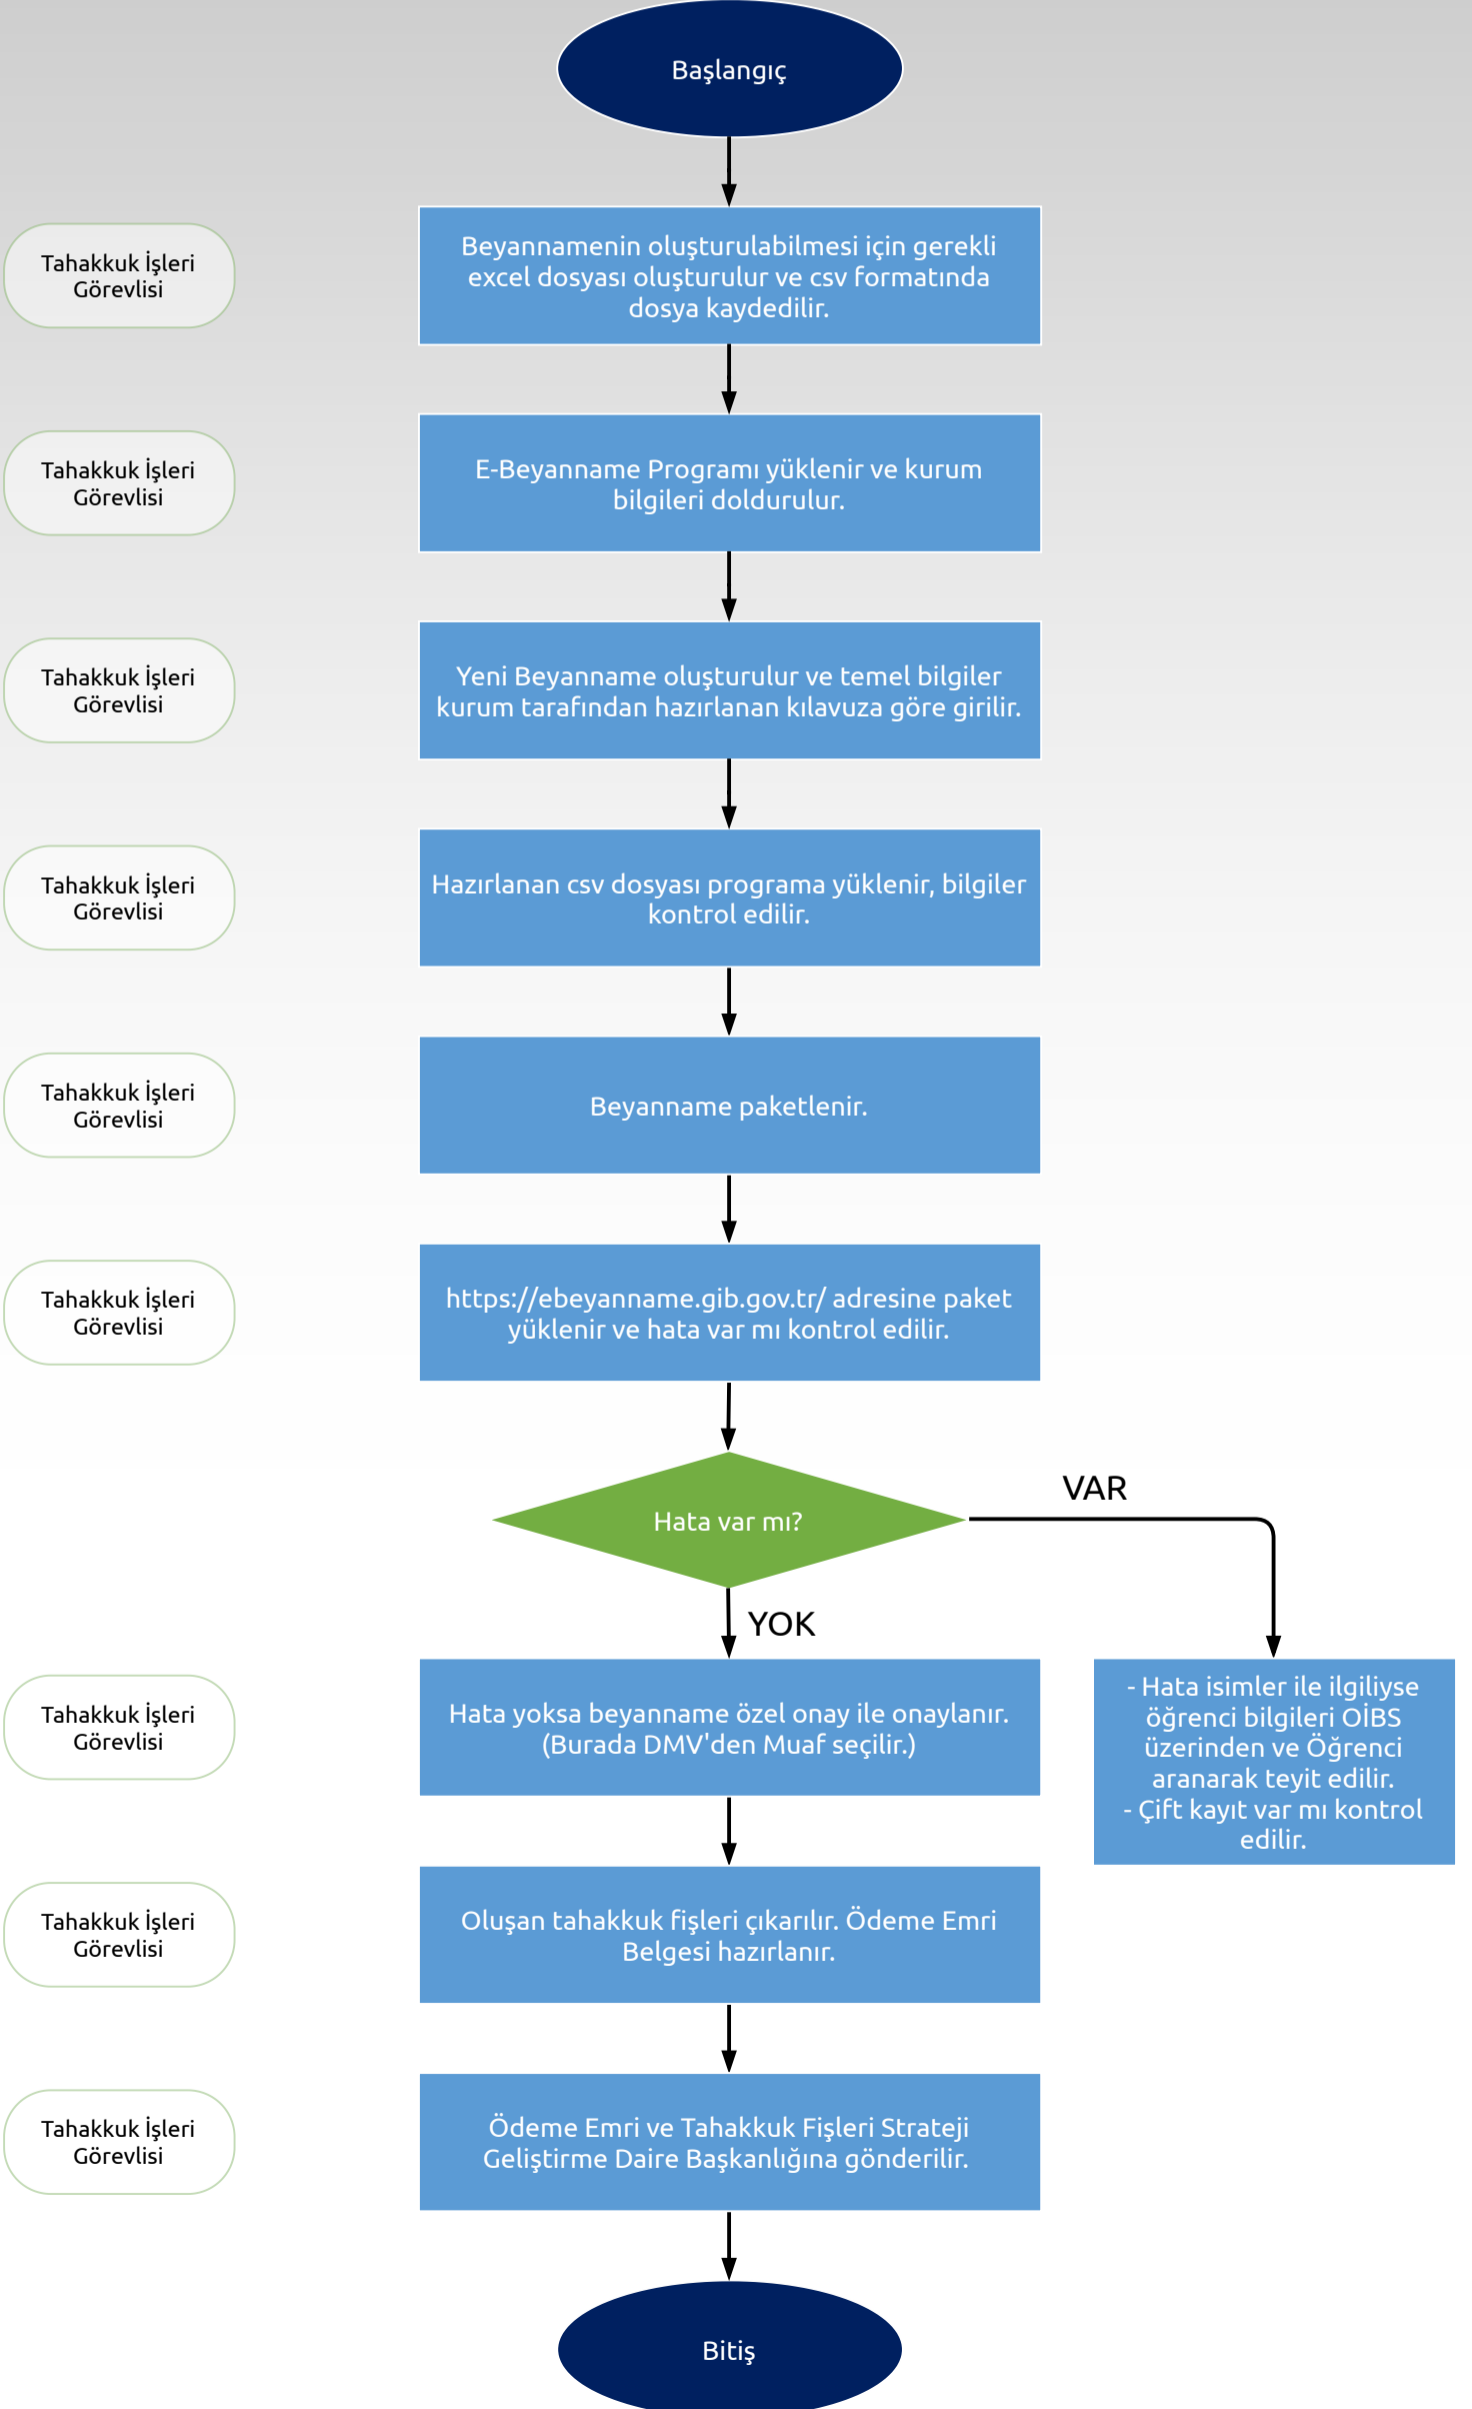 Başlangıç
Tahakkuk İşleri
Görevlisi
Beyannamenin oluşturulabilmesi için gerekli
excel dosyası oluşturulur ve csv formatında
dosya kaydedilir.
Tahakkuk İşleri
Görevlisi
E-Beyanname Programı yüklenir ve kurum
bilgileri doldurulur.
Tahakkuk İşleri
Görevlisi
Yeni Beyanname oluşturulur ve temel bilgiler
kurum tarafından hazırlanan kılavuza göre girilir.
Tahakkuk İşleri
Görevlisi
Hazırlanan csv dosyası programa yüklenir, bilgiler
kontrol edilir.
Tahakkuk İşleri
Görevlisi
Beyanname paketlenir.
Tahakkuk İşleri
Görevlisi
https://ebeyanname.gib.gov.tr/ adresine paket
yüklenir ve hata var mı kontrol edilir.
Hata var mı?
VAR
YOK
Tahakkuk İşleri
Görevlisi
Hata yoksa beyanname özel onay ile onaylanır.
(Burada DMV'den Muaf seçilir.)
- Hata isimler ile ilgiliyse
öğrenci bilgileri OİBS
üzerinden ve Öğrenci
aranarak teyit edilir.
- Çift kayıt var mı kontrol
edilir.
Tahakkuk İşleri
Görevlisi
Oluşan tahakkuk fişleri çıkarılır. Ödeme Emri
Belgesi hazırlanır.
Tahakkuk İşleri
Görevlisi
Ödeme Emri ve Tahakkuk Fişleri Strateji
Geliştirme Daire Başkanlığına gönderilir.
Bitiş